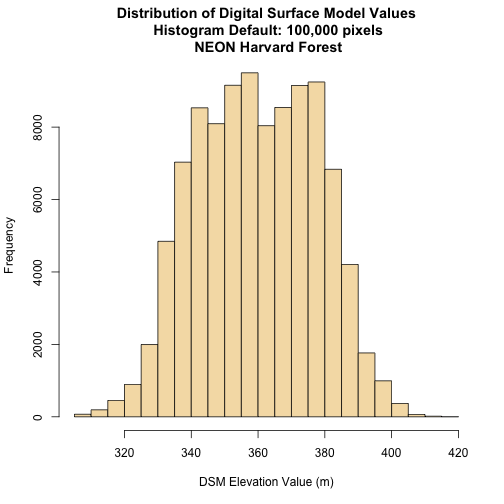 Distribution of Digital Surface Model Values
Histogram Default: 100,000 pixels
NEON Harvard Forest
Frequency
8000
6000
4000
2000
0
320 340 360 380 400 420
DSM Elevation Value (m)